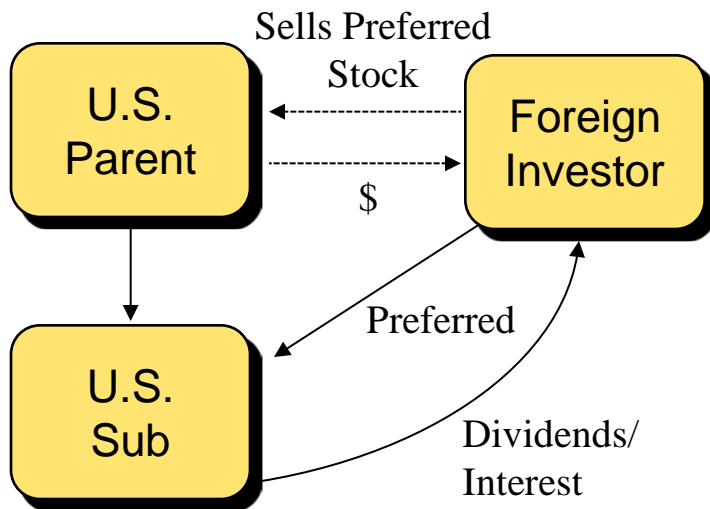 Sells Preferred
Stock
U.S.
Parent
Foreign
Investor
$
Preferred
U.S.
Sub
Dividends/
Interest